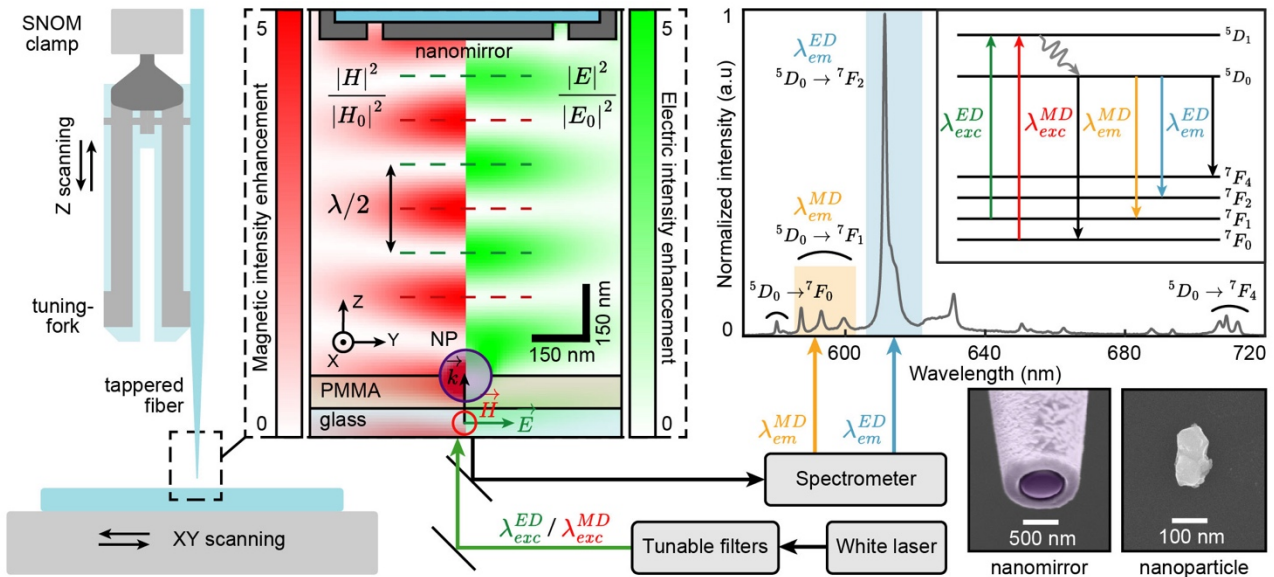 SNOM
clamp
Z scanning
tuning-
fork
tappered
fiber
XY scanning
5
Magnetic intensity enhancement
0
nanomirror
|H|²
|H₀|²
|E|²
|E₀|²
λ/2
Z
Y
X
NP
150 nm
150 nm
PMMA
glass
k
H
E
5
Electric intensity enhancement
0
λ_exc^ED / λ_exc^MD
Tunable filters
White laser
Spectrometer
λ_em^MD
λ_em^ED
1
Normalized intensity (a.u)
0
λ_em^ED
⁵D₀ → ⁷F₂
λ_em^MD
⁵D₀ → ⁷F₁
⁵D₀ → ⁷F₀
⁵D₀ → ⁷F₄
600
640
680
720
Wavelength (nm)
⁵D₁
⁵D₀
λ_exc^ED
λ_exc^MD
λ_em^MD
λ_em^ED
⁷F₄
⁷F₂
⁷F₁
⁷F₀
500 nm
nanomirror
100 nm
nanoparticle